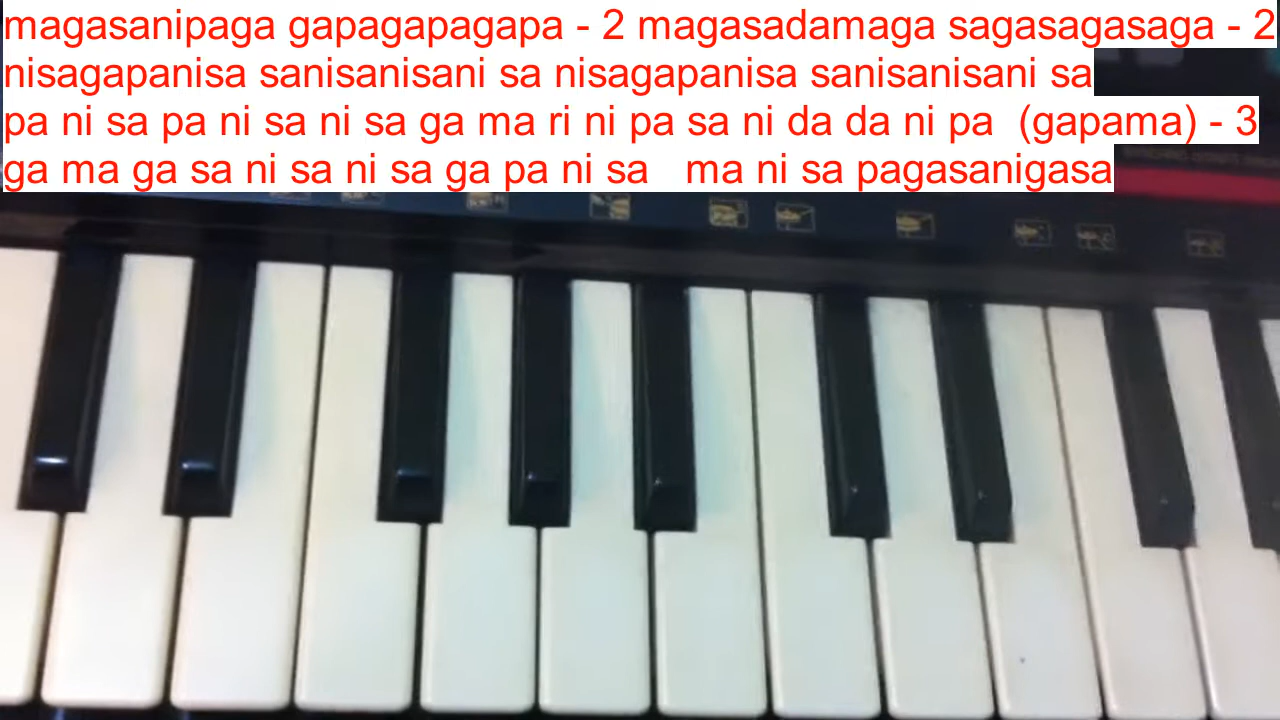 magasanipaga gapagapagapa - 2 magasadamaga sagasagasaga - 2
nisagapanisa sanisanisani sa nisagapanisa sanisanisani sa
pa ni sa pa ni sa ni sa ga ma ri ni pa sa ni da da ni pa  (gapama) - 3
ga ma ga sa ni sa ni sa ga pa ni sa   ma ni sa pagasanigasa